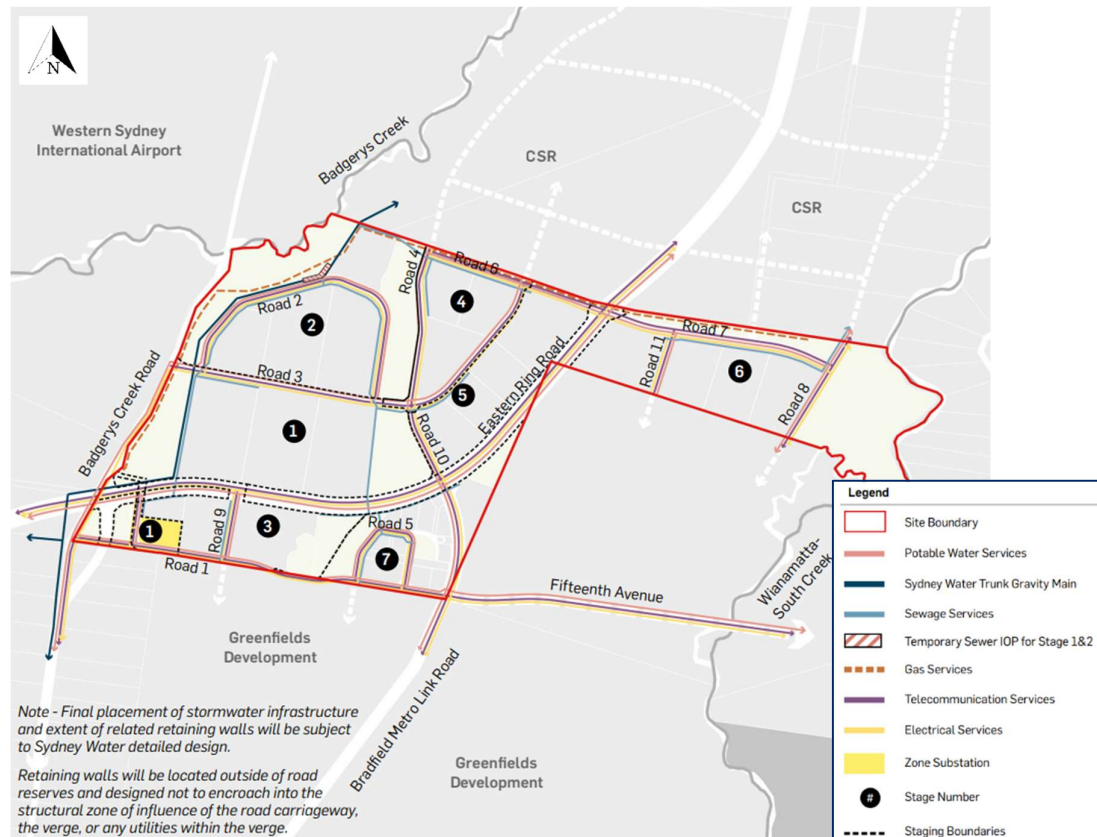 N
Western Sydney
International Airport
Badgerys Creek
CSR
CSR
Road 4
Road 6
4
Road 2
2
Road 7
Road 11
6
Road 3
5
Eastern Ring Road
Road 8
Badgerys Creek Road
1
Road 10
1
Road 9
3
Road 5
7
Road 1
Fifteenth Avenue
Wianamatta-
South Creek
Greenfields
Development
Bradfield Metro Link Road
Greenfields
Development
Note - Final placement of stormwater infrastructure
and extent of related retaining walls will be subject
to Sydney Water detailed design.
Retaining walls will be located outside of road
reserves and designed not to encroach into the
structural zone of influence of the road carriageway,
the verge, or any utilities within the verge.
Legend
Site Boundary
Potable Water Services
Sydney Water Trunk Gravity Main
Sewage Services
Temporary Sewer IOP for Stage 1&2
Gas Services
Telecommunication Services
Electrical Services
Zone Substation
# Stage Number
Staging Boundaries